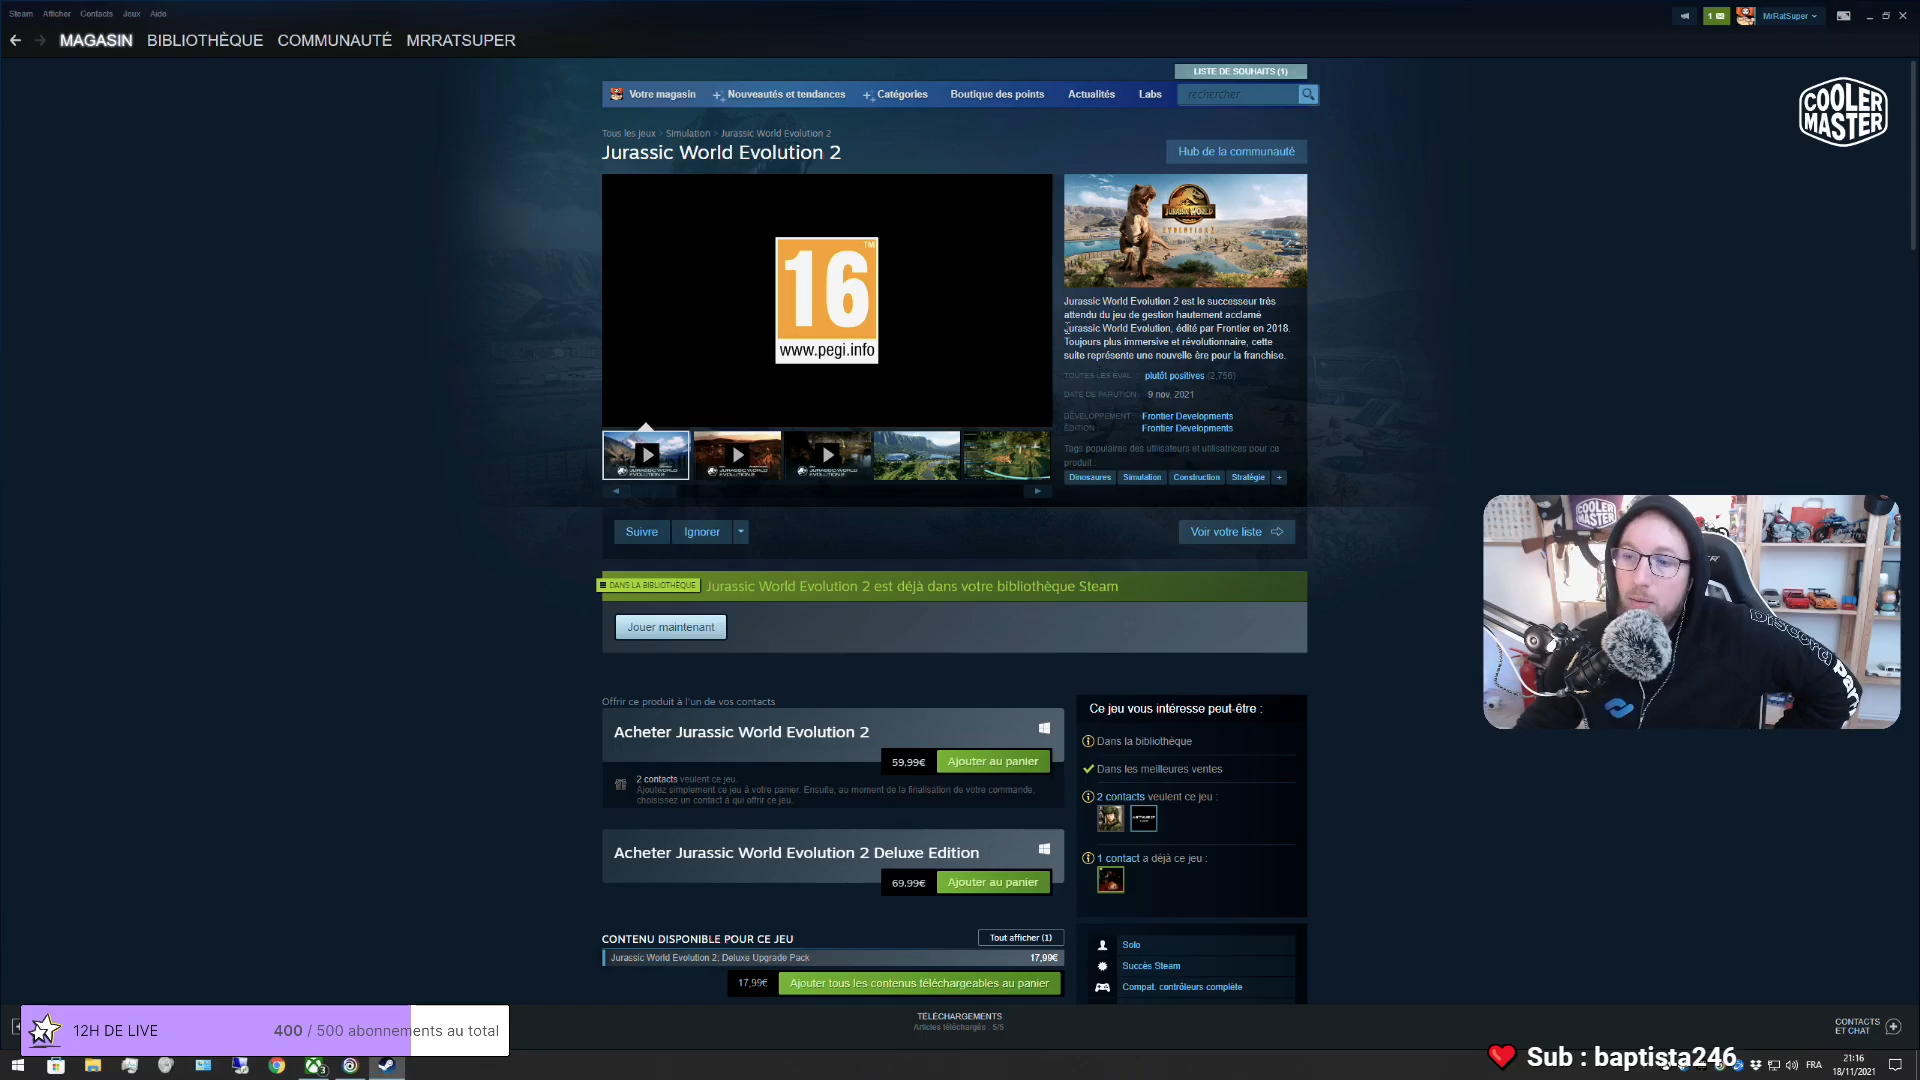 Steam Afficher Contacts Jeux Aide
1
MrRatSuper
MAGASIN BIBLIOTHÈQUE COMMUNAUTÉ MRRATSUPER
LISTE DE SOUHAITS (1)
Votre magasin Nouveautés et tendances Catégories Boutique des points Actualités Labs rechercher
COOLER MASTER
Tous les jeux > Simulation > Jurassic World Evolution 2
Jurassic World Evolution 2
Hub de la communauté
16
www.pegi.info
JURASSIC WORLD
EVOLUTION 2
Jurassic World Evolution 2 est le successeur très
attendu du jeu de gestion hautement acclamé
Jurassic World Evolution, édité par Frontier en 2018.
Toujours plus immersive et révolutionnaire, cette
suite représente une nouvelle ère pour la franchise.
TOUTES LES ÉVAL. : plutôt positives (2,756)
DATE DE PARUTION : 9 nov. 2021
DÉVELOPPEMENT : Frontier Developments
ÉDITION : Frontier Developments
Tags populaires des utilisateurs et utilisatrices pour ce
produit :
Dinosaures Simulation Construction Stratégie +
Suivre Ignorer
Voir votre liste
DANS LA BIBLIOTHÈQUE Jurassic World Evolution 2 est déjà dans votre bibliothèque Steam
Jouer maintenant
Offrir ce produit à l'un de vos contacts
Acheter Jurassic World Evolution 2
59,99€ Ajouter au panier
2 contacts veulent ce jeu.
Ajoutez simplement ce jeu à votre panier. Ensuite, au moment de la finalisation de votre commande,
choisissez un contact à qui offrir ce jeu.
Acheter Jurassic World Evolution 2 Deluxe Edition
69,99€ Ajouter au panier
CONTENU DISPONIBLE POUR CE JEU
Tout afficher (1)
Jurassic World Evolution 2: Deluxe Upgrade Pack 17,99€
17,99€ Ajouter tous les contenus téléchargeables au panier
Ce jeu vous intéresse peut-être :
Dans la bibliothèque
Dans les meilleures ventes
2 contacts veulent ce jeu :
1 contact a déjà ce jeu :
Solo
Succès Steam
Compat. contrôleurs complète
COOLER
MASTER
Discord
TÉLÉCHARGEMENTS
Articles téléchargés : 5/5
CONTACTS
ET CHAT
12H DE LIVE 400 / 500 abonnements au total
Sub : baptista246
3
FRA
21:16
18/11/2021